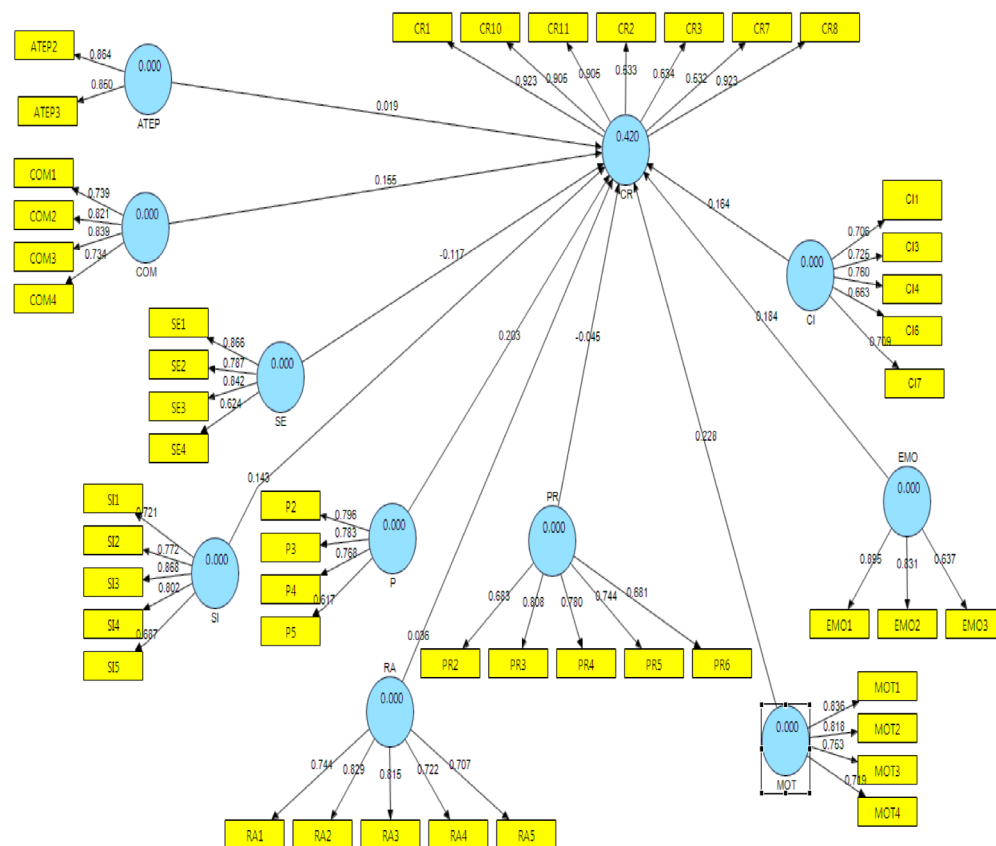 CR1 CR10 CR11 CR2 CR3 CR7 CR8
0.923 0.905 0.905 0.533 0.634 0.532 0.923
0.420
CR
ATEP2
ATEP3
0.864
0.850
0.000
ATEP
0.019
COM1
COM2
COM3
COM4
0.739
0.821
0.839
0.734
0.000
COM
0.155
SE1
SE2
SE3
SE4
0.866
0.787
0.842
0.624
0.000
SE
-0.117
SI1
SI2
SI3
SI4
SI5
0.721
0.772
0.868
0.802
0.687
0.000
SI
0.143
P2
P3
P4
P5
0.796
0.783
0.768
0.617
0.000
P
0.203
RA
0.000
0.036
0.744 0.829 0.815 0.722 0.707
RA1 RA2 RA3 RA4 RA5
PR
0.000
-0.045
0.683 0.808 0.780 0.744 0.681
PR2 PR3 PR4 PR5 PR6
0.000
MOT
0.228
0.836
0.818
0.763
0.719
MOT1
MOT2
MOT3
MOT4
EMO
0.000
0.184
0.895 0.831 0.637
EMO1 EMO2 EMO3
0.000
CI
0.164
0.706
0.725
0.760
0.663
0.709
CI1
CI3
CI4
CI6
CI7